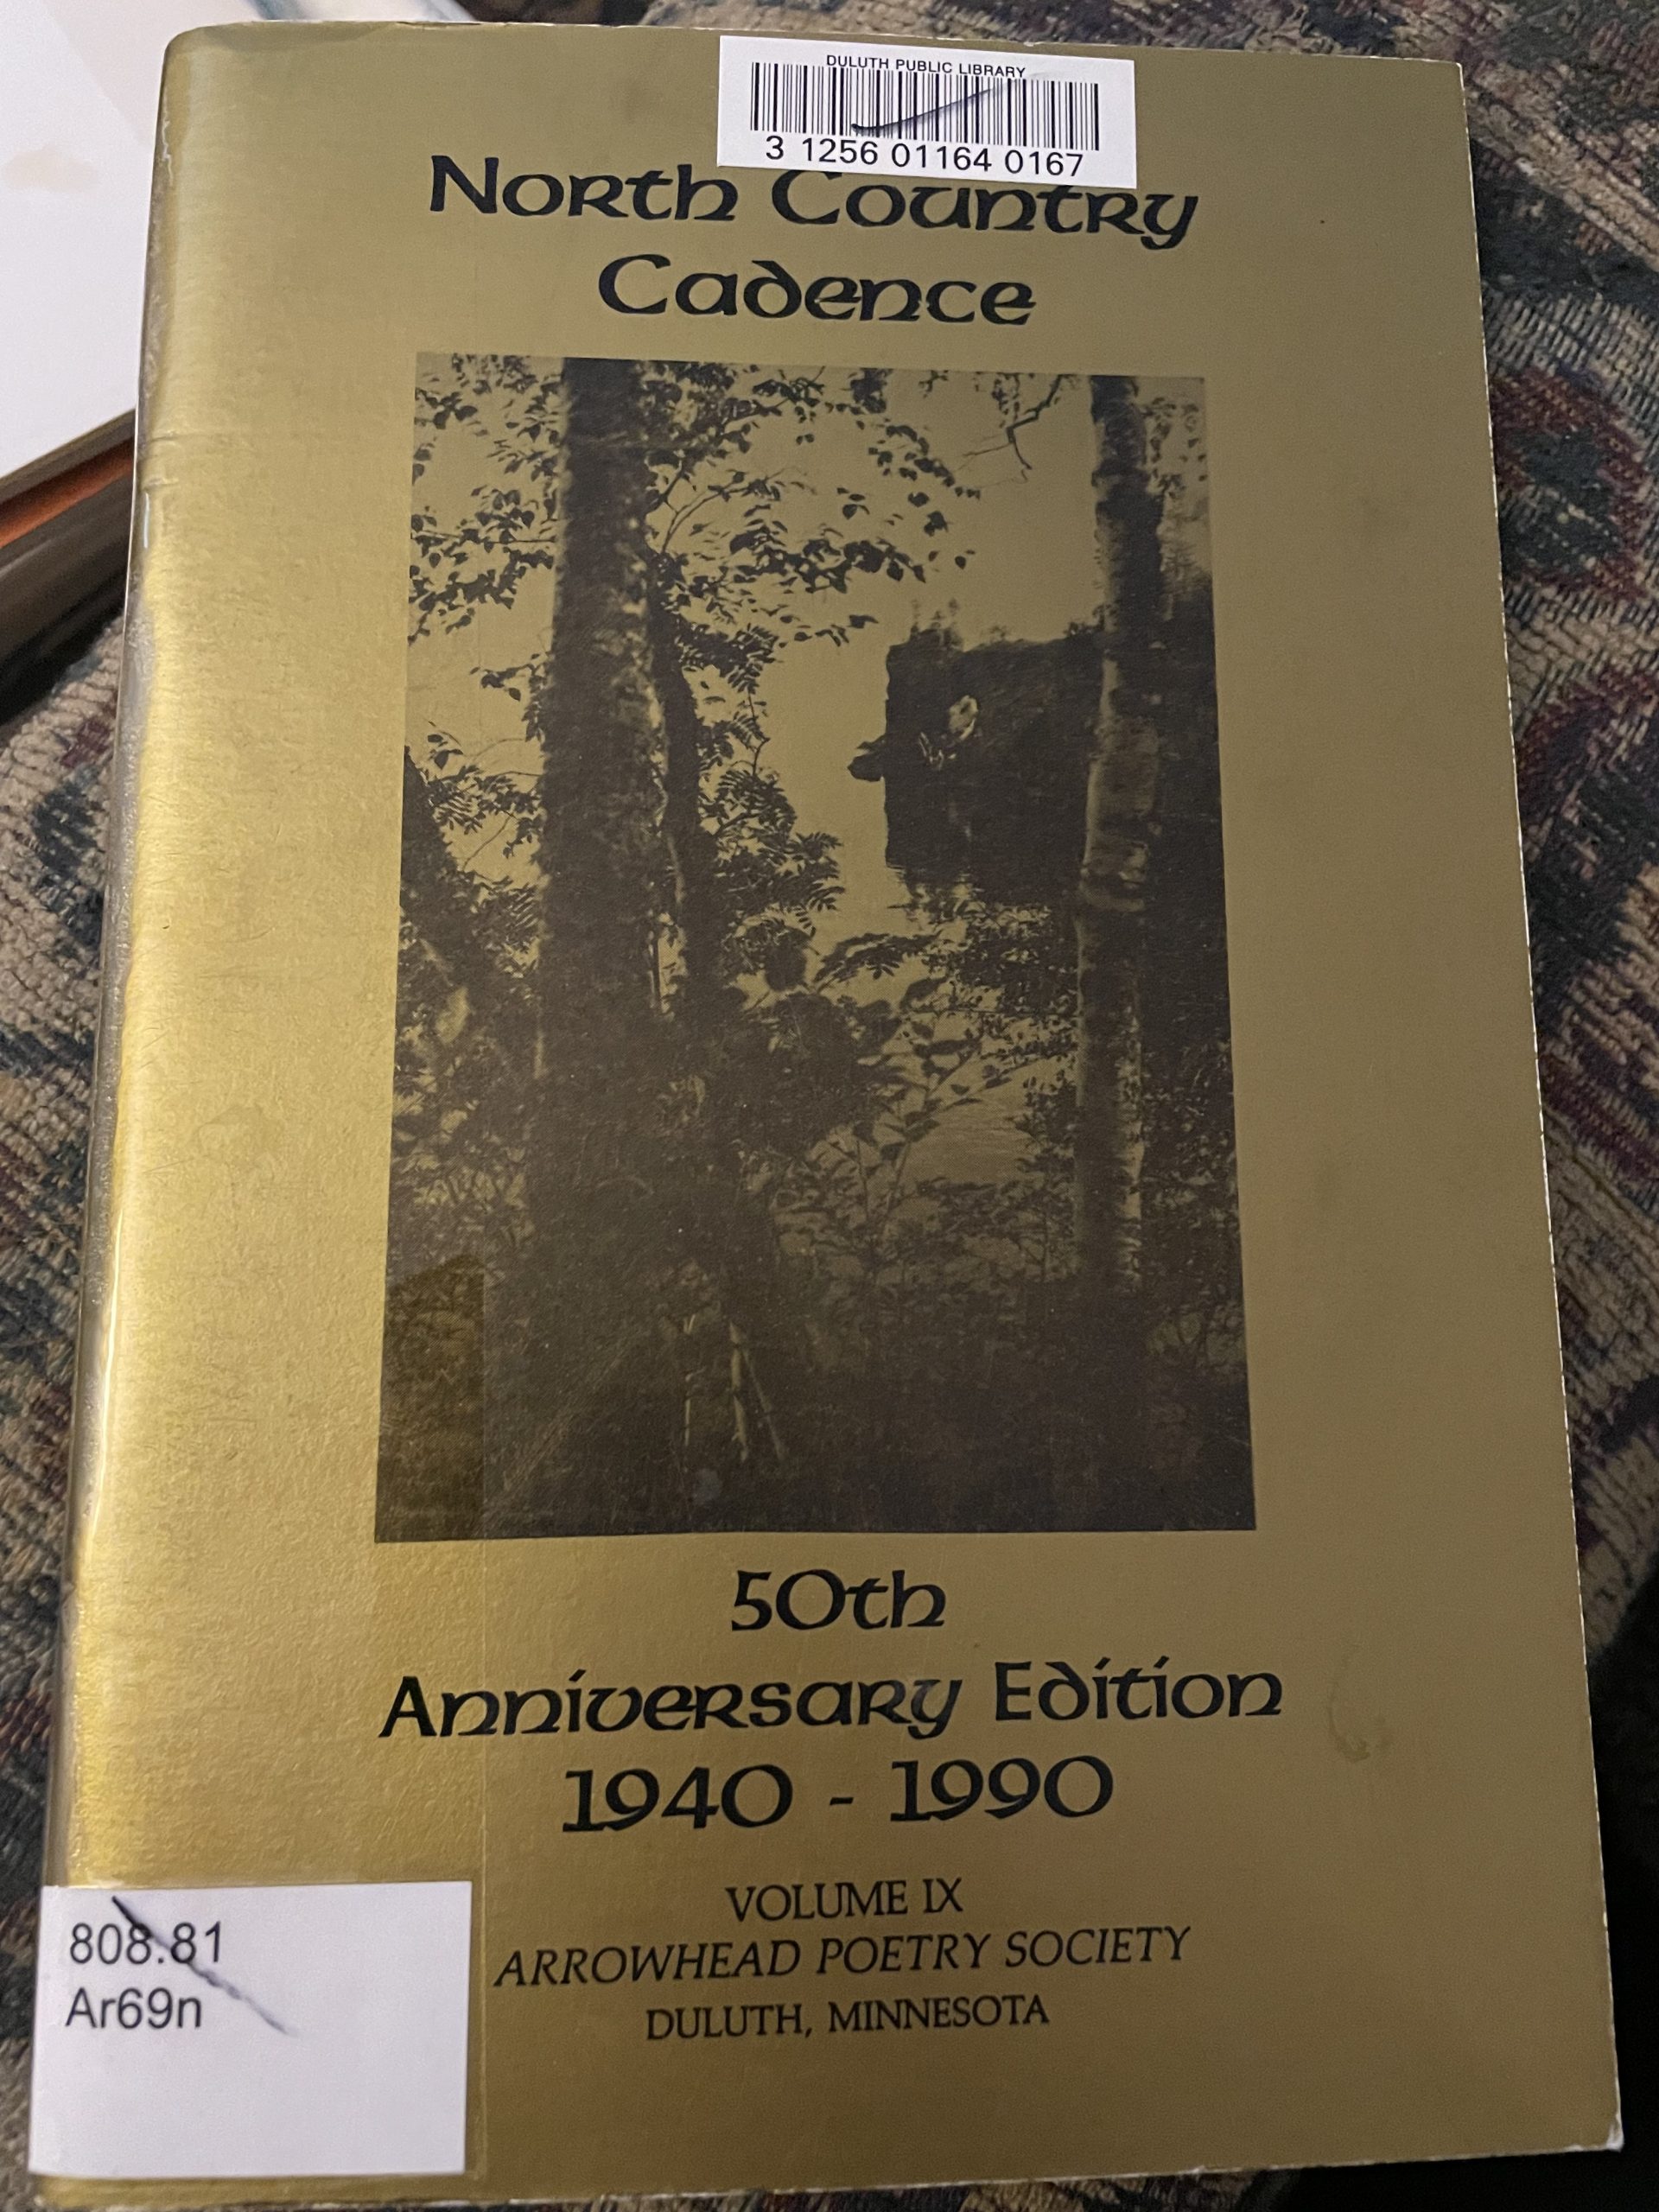 DULUTH PUBLIC LIBRARY
3 1256 01164 0167
North Country
Cadence
50th
Anniversary Edition
1940 - 1990
VOLUME IX
ARROWHEAD POETRY SOCIETY
DULUTH, MINNESOTA
808.81
Ar69n